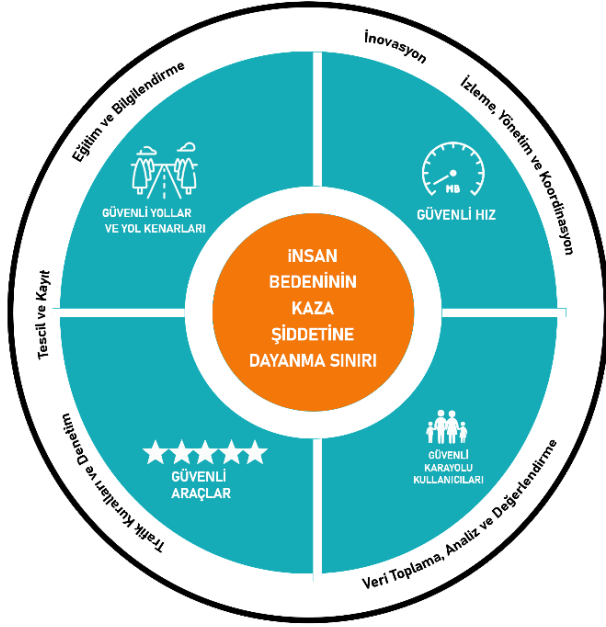 İnovasyon
İzleme, Yönetim ve Koordinasyon
Eğitim ve Bilgilendirme
MB
GÜVENLİ YOLLAR
VE YOL KENARLARI
GÜVENLİ HIZ
iNSAN
BEDENİNİN
KAZA
ŞİDDETİNE
DAYANMA SINIRI
Tescil ve Kayıt
GÜVENLİ
ARAÇLAR
GÜVENLİ
KARAYOLU
KULLANICILARI
Trafik Kuralları ve Denetim
Veri Toplama, Analiz ve Değerlendirme